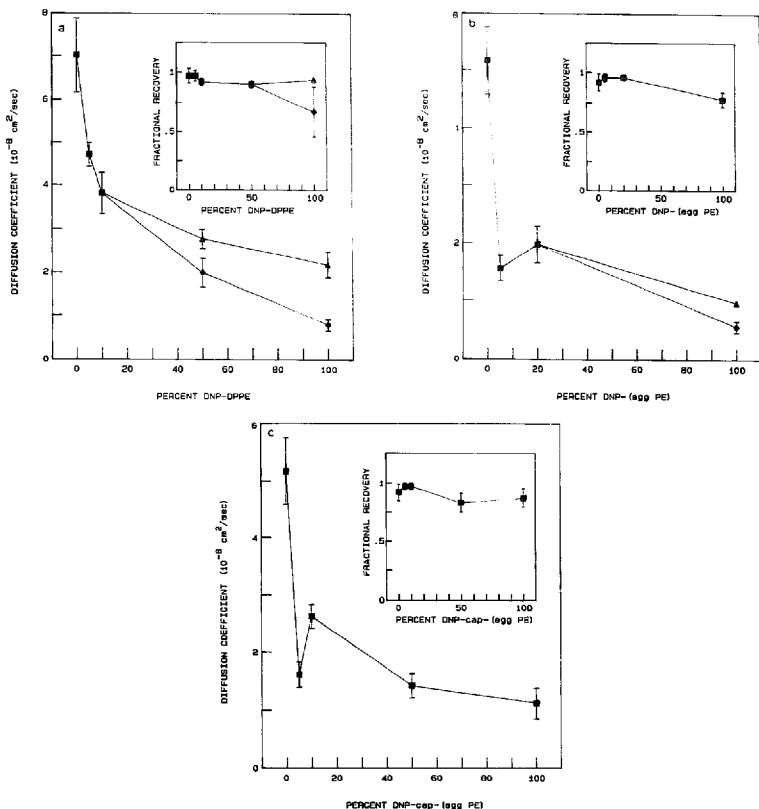 a
8
6
4
2
0
DIFFUSION COEFFICIENT (10⁻⁸ cm²/sec)
0 20 40 60 80 100
PERCENT DNP-DPPE
1
.5
0
FRACTIONAL RECOVERY
0 50 100
PERCENT DNP-DPPE
b
2
0
DIFFUSION COEFFICIENT (10⁻⁸ cm²/sec)
0 20 40 60 80 100
PERCENT DNP-(egg PE)
1
.5
0
FRACTIONAL RECOVERY
0 50 100
PERCENT DNP-(egg PE)
c
6
4
2
0
DIFFUSION COEFFICIENT (10⁻⁸ cm²/sec)
0 20 40 60 80 100
PERCENT DNP-cap-(egg PE)
1
.5
0
FRACTIONAL RECOVERY
0 50 100
PERCENT DNP-cap-(egg PE)